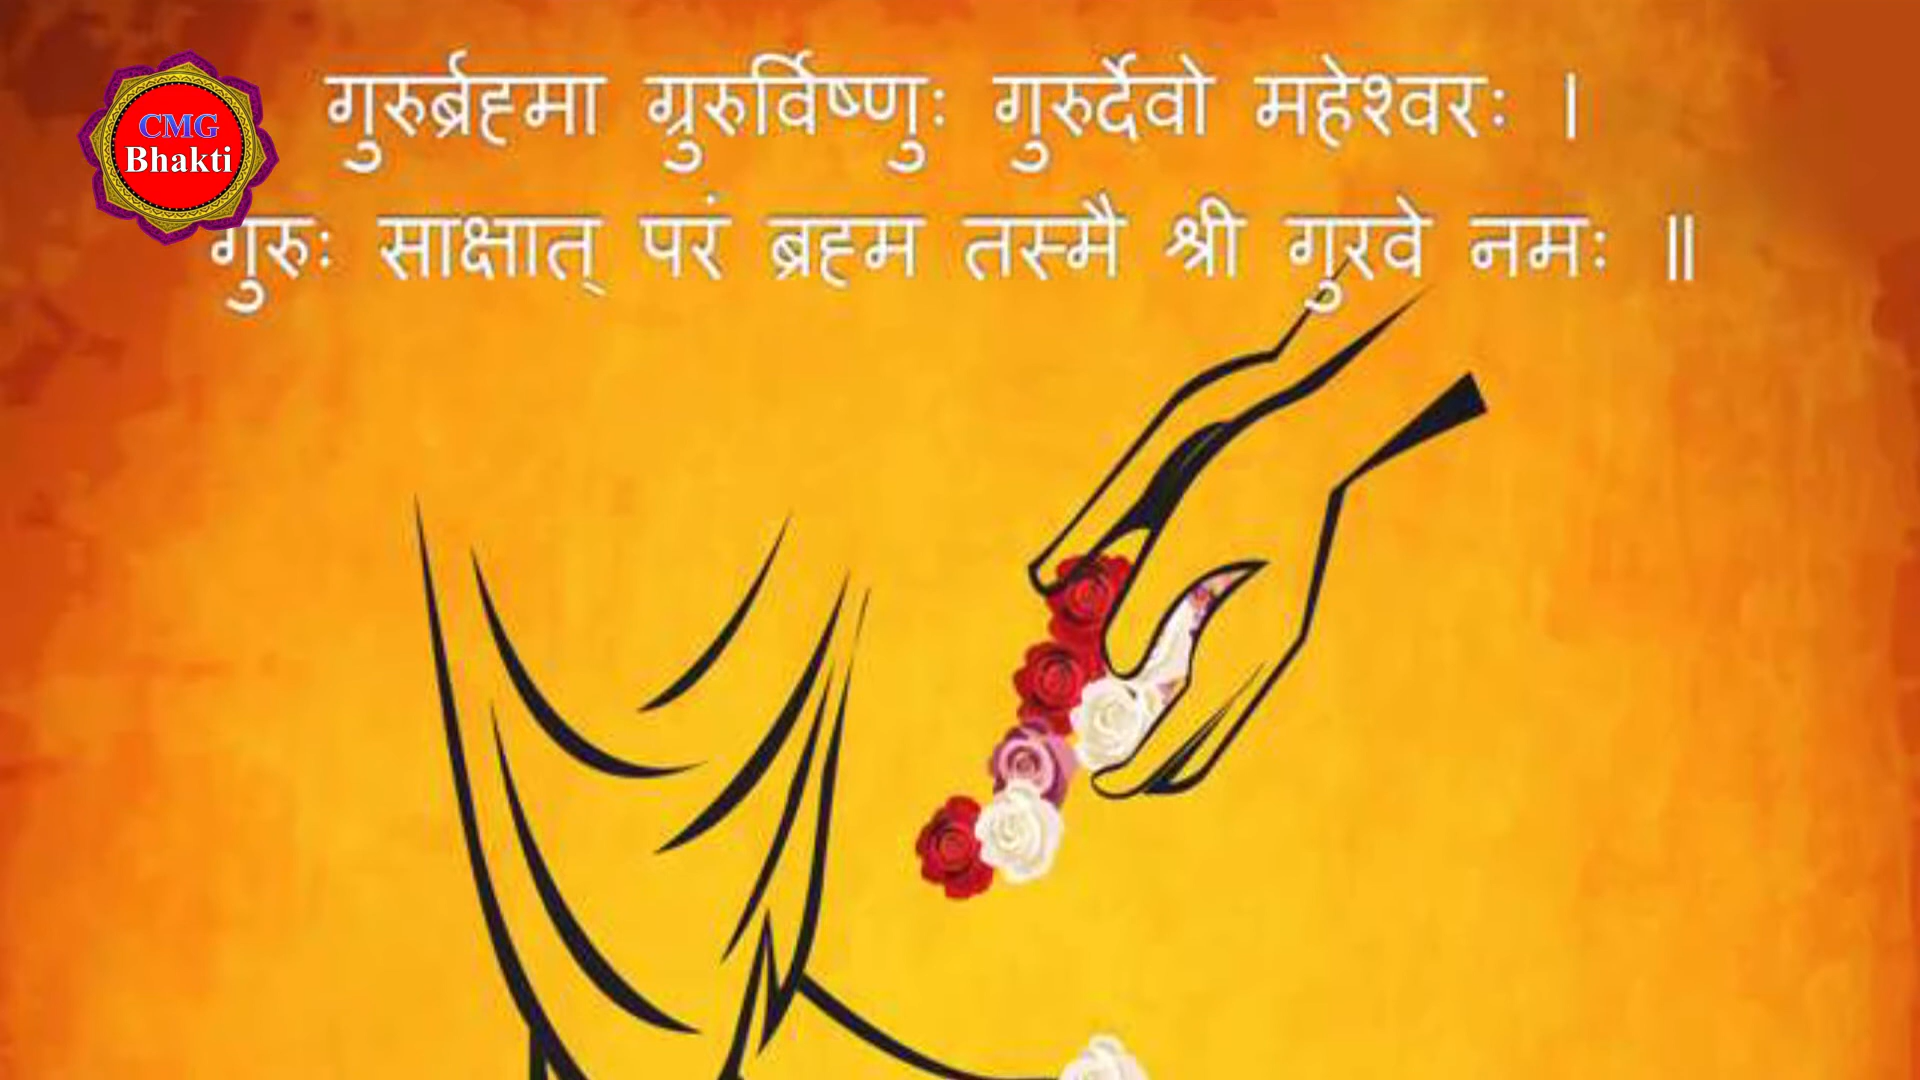 CMG
Bhakti
गुरुर्ब्रह्मा ग्रुरुर्विष्णुः गुरुर्देवो महेश्वरः ।
गुरुः साक्षात् परं ब्रह्म तस्मै श्री गुरवे नमः ॥